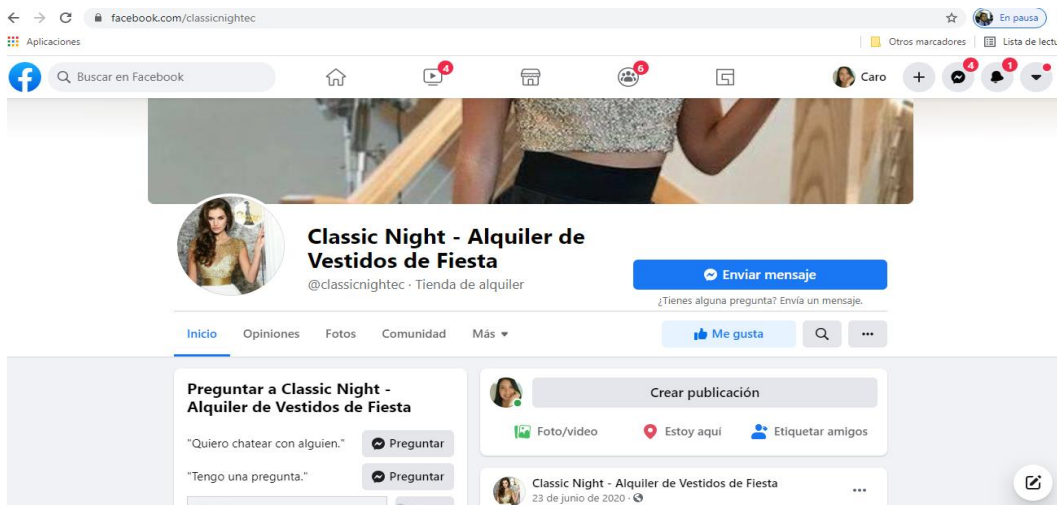 facebook.com/classicnightec
En pausa
Aplicaciones
Otros marcadores
Lista de lectu
Buscar en Facebook
4
6
Caro
4
1
Classic Night - Alquiler de
Vestidos de Fiesta
@classicnightec · Tienda de alquiler
Enviar mensaje
¿Tienes alguna pregunta? Envía un mensaje.
Inicio
Opiniones
Fotos
Comunidad
Más
Me gusta
Preguntar a Classic Night -
Alquiler de Vestidos de Fiesta
"Quiero chatear con alguien."
Preguntar
"Tengo una pregunta."
Preguntar
Crear publicación
Foto/video
Estoy aquí
Etiquetar amigos
Classic Night - Alquiler de Vestidos de Fiesta
23 de junio de 2020 ·